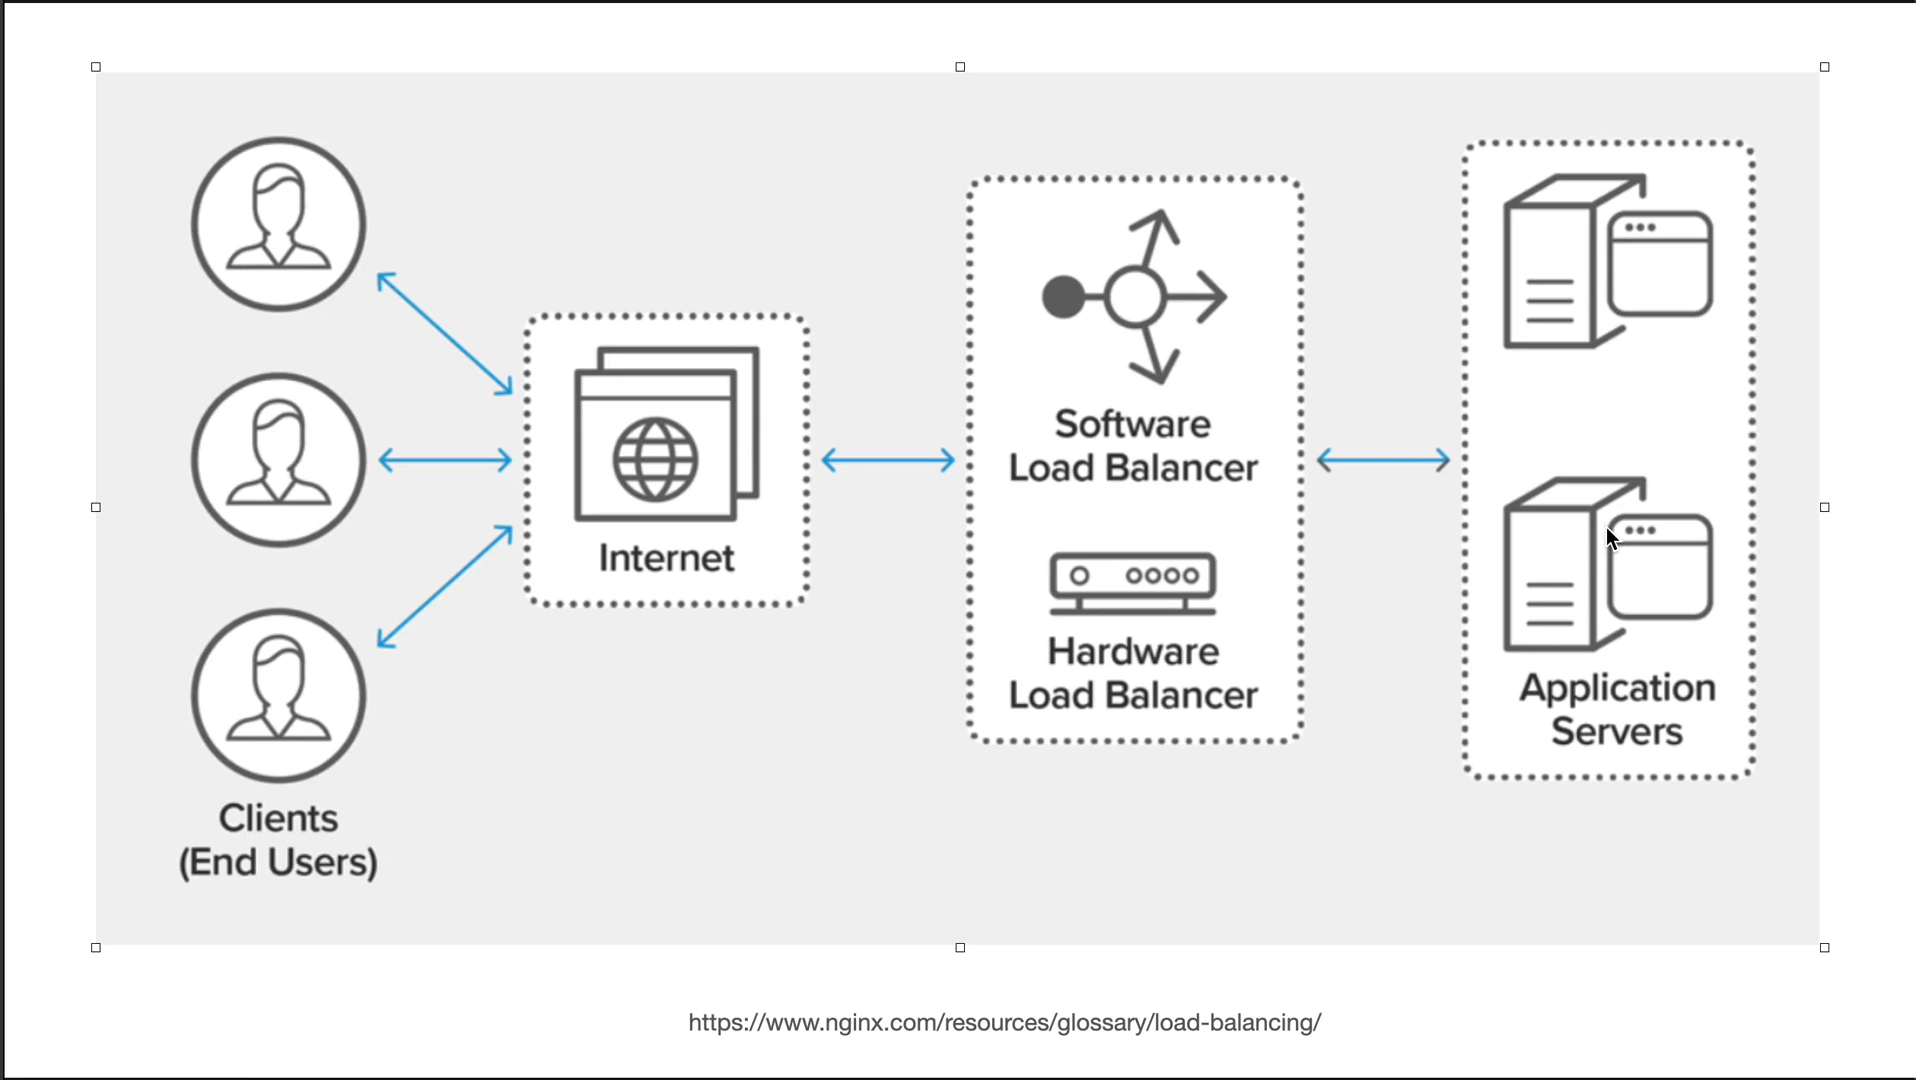 Clients
(End Users)
Internet
Software
Load Balancer
Hardware
Load Balancer
Application
Servers
https://www.nginx.com/resources/glossary/load-balancing/